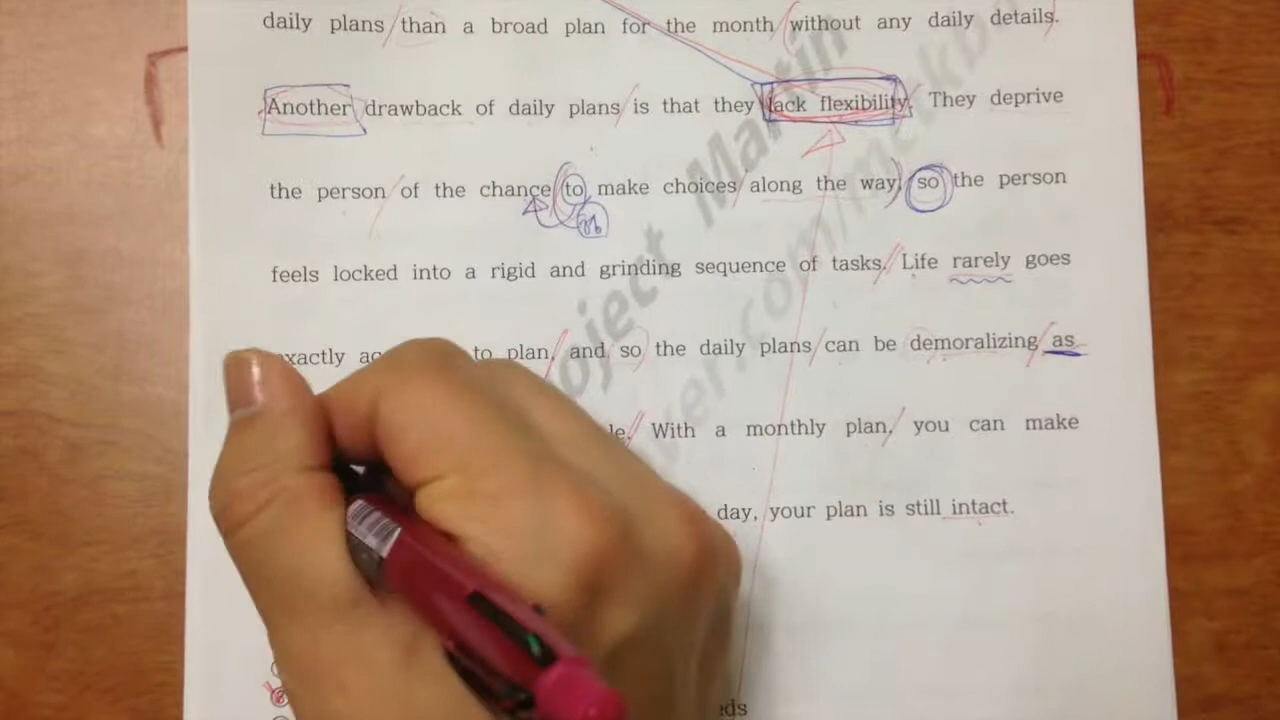 daily plans than a broad plan for the month without any daily details.
Another drawback of daily plans is that they lack flexibility. They deprive
the person of the chance to make choices along the way, so the person
feels locked into a rigid and grinding sequence of tasks. Life rarely goes
exactly to plan, and so the daily plans can be demoralizing as
With a monthly plan, you can make
day, your plan is still intact.
Project Martin